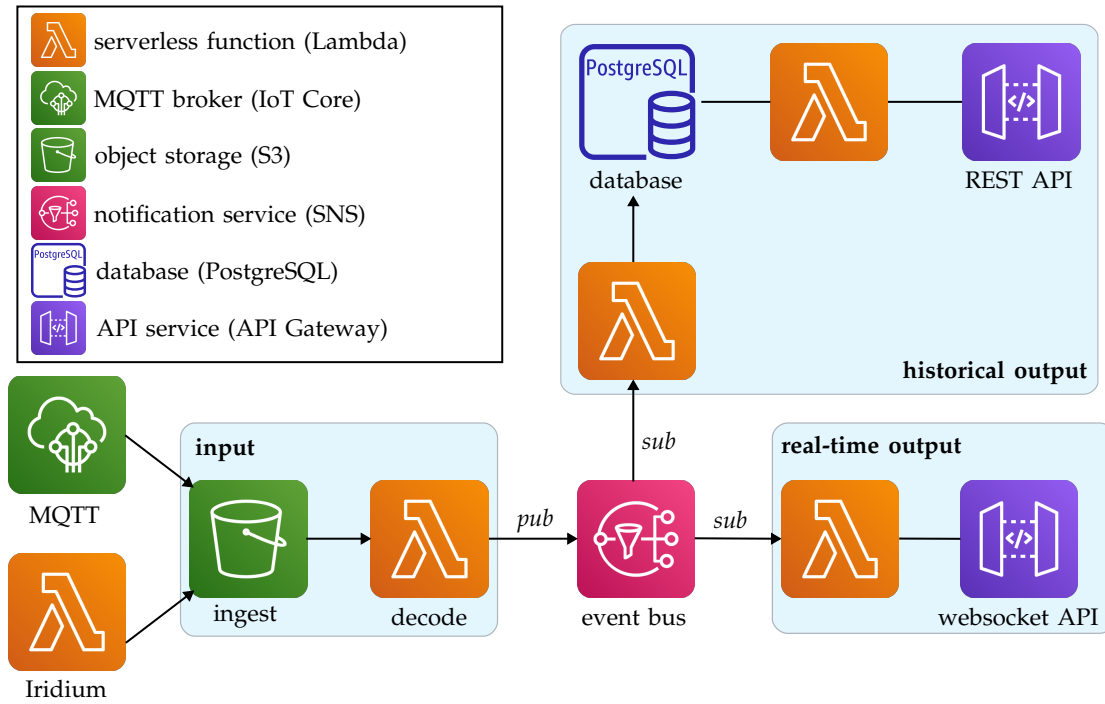 serverless function (Lambda)
MQTT broker (IoT Core)
object storage (S3)
notification service (SNS)
PostgreSQL
database (PostgreSQL)
API service (API Gateway)
PostgreSQL
</>
database
REST API
historical output
sub
MQTT
input
ingest
decode
pub
event bus
sub
real-time output
</>
websocket API
Iridium